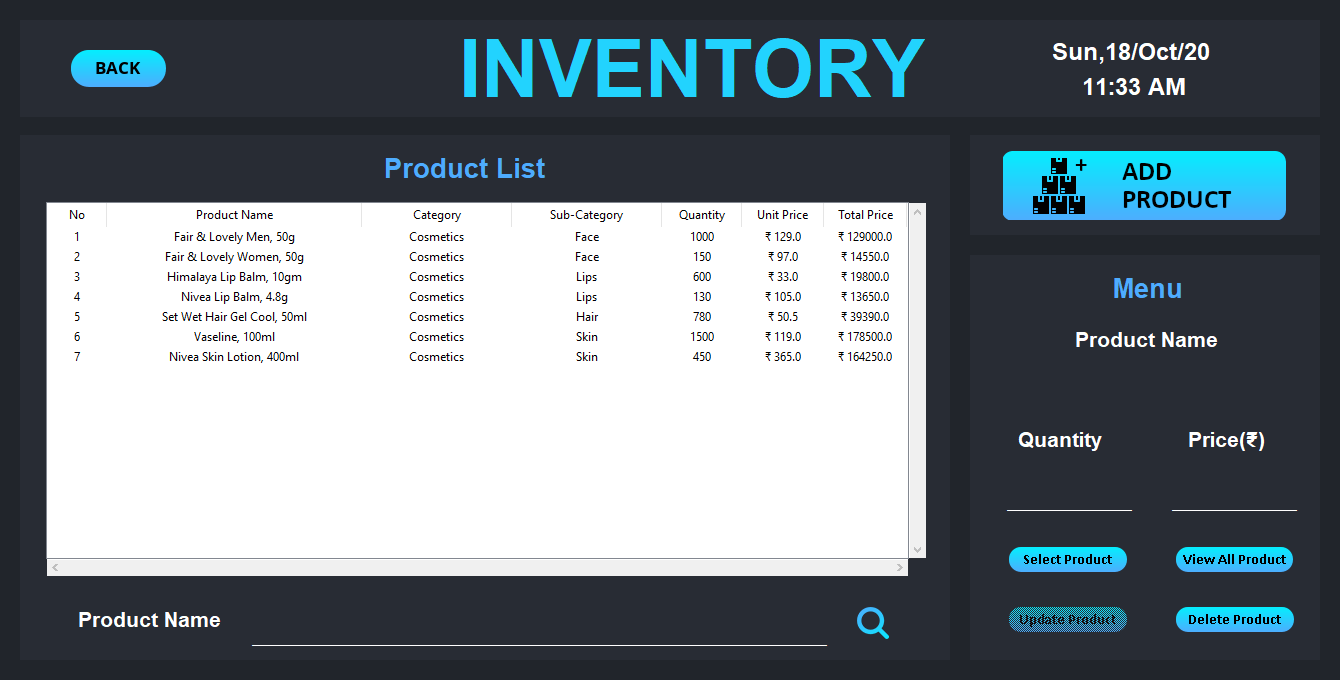 BACK
INVENTORY
Sun,18/Oct/20
11:33 AM
Product List
No Product Name Category Sub-Category Quantity Unit Price Total Price
1 Fair & Lovely Men, 50g Cosmetics Face 1000 ₹ 129.0 ₹ 129000.0
2 Fair & Lovely Women, 50g Cosmetics Face 150 ₹ 97.0 ₹ 14550.0
3 Himalaya Lip Balm, 10gm Cosmetics Lips 600 ₹ 33.0 ₹ 19800.0
4 Nivea Lip Balm, 4.8g Cosmetics Lips 130 ₹ 105.0 ₹ 13650.0
5 Set Wet Hair Gel Cool, 50ml Cosmetics Hair 780 ₹ 50.5 ₹ 39390.0
6 Vaseline, 100ml Cosmetics Skin 1500 ₹ 119.0 ₹ 178500.0
7 Nivea Skin Lotion, 400ml Cosmetics Skin 450 ₹ 365.0 ₹ 164250.0
Product Name
ADD
PRODUCT
Menu
Product Name
Quantity Price(₹)
Select Product View All Product
Update Product Delete Product